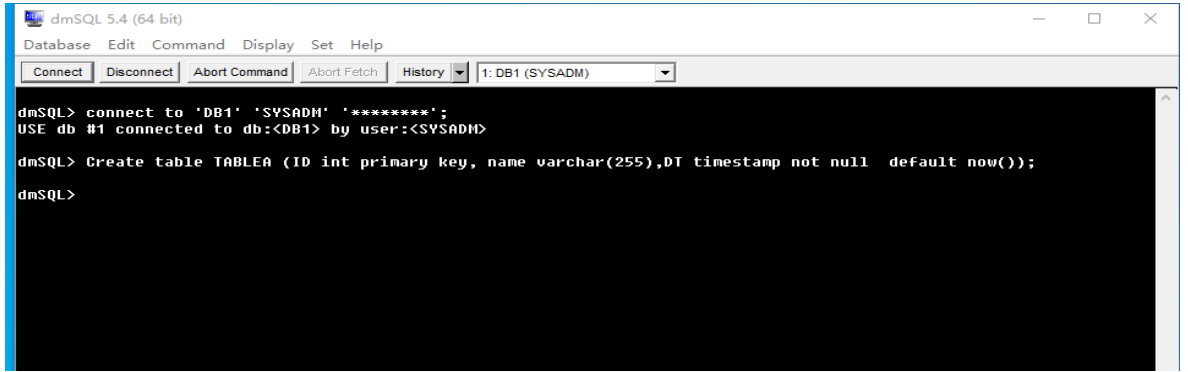 dmSQL 5.4 (64 bit)
Database Edit Command Display Set Help
Connect Disconnect Abort Command Abort Fetch History 1: DB1 (SYSADM)
dmSQL> connect to 'DB1' 'SYSADM' '********';
USE db #1 connected to db:<DB1> by user:<SYSADM>
dmSQL> Create table TABLEA (ID int primary key, name varchar(255),DT timestamp not null  default now());
dmSQL>